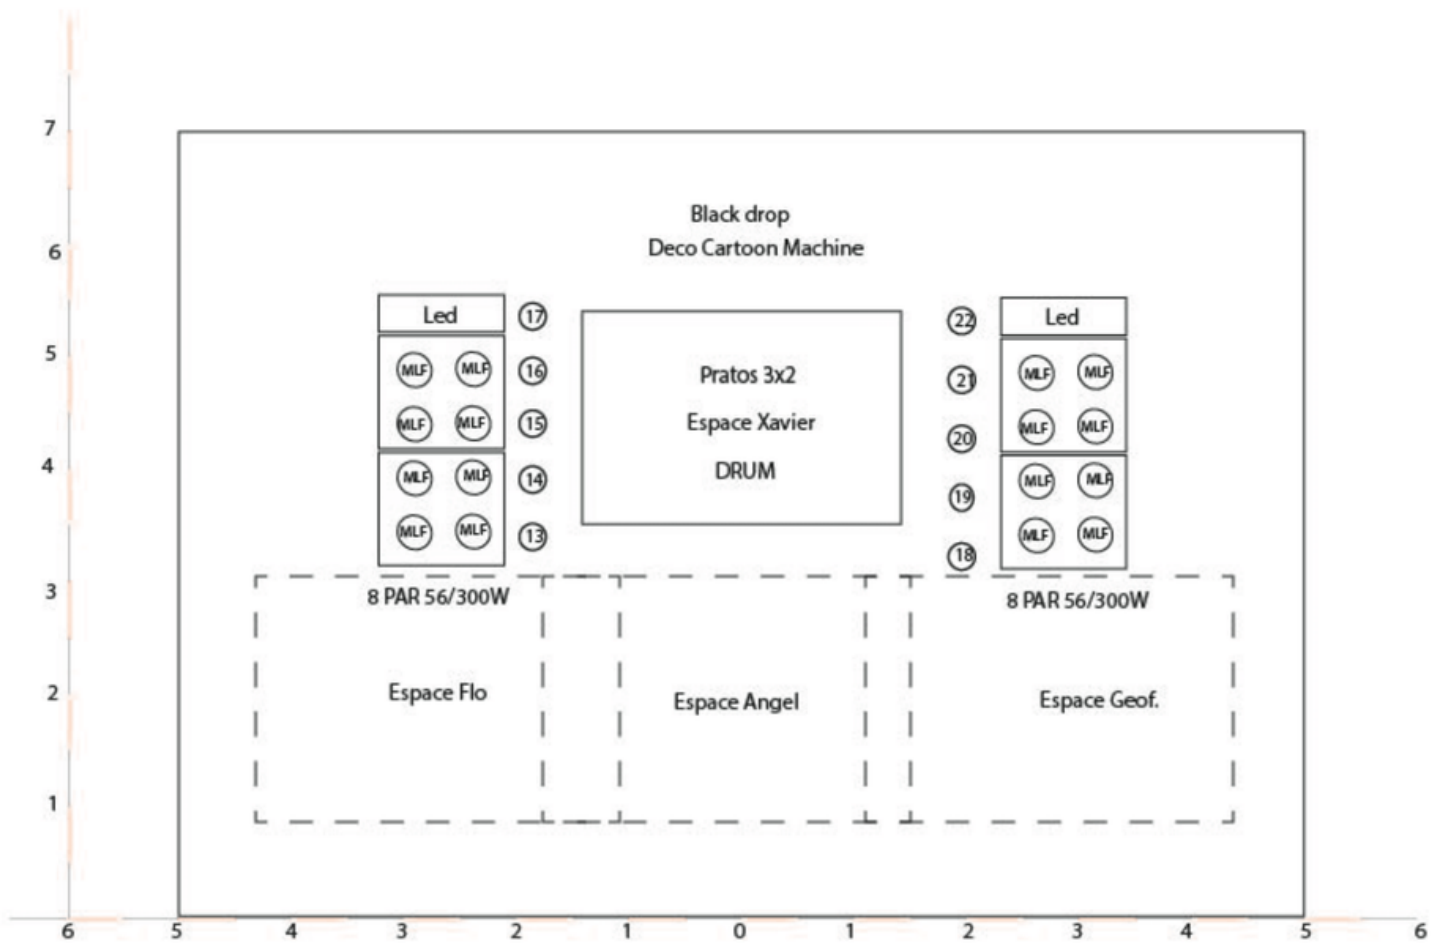 7
Black drop
6
Deco Cartoon Machine
Led
17
22
Led
5
MLF
MLF
16
Pratos 3x2
21
MLF
MLF
MLF
MLF
15
Espace Xavier
20
MLF
MLF
4
MLF
MLF
14
DRUM
19
MLF
MLF
MLF
MLF
13
18
MLF
MLF
3
8 PAR 56/300W
8 PAR 56/300W
2
Espace Flo
Espace Angel
Espace Geof.
1
6 5 4 3 2 1 0 1 2 3 4 5 6